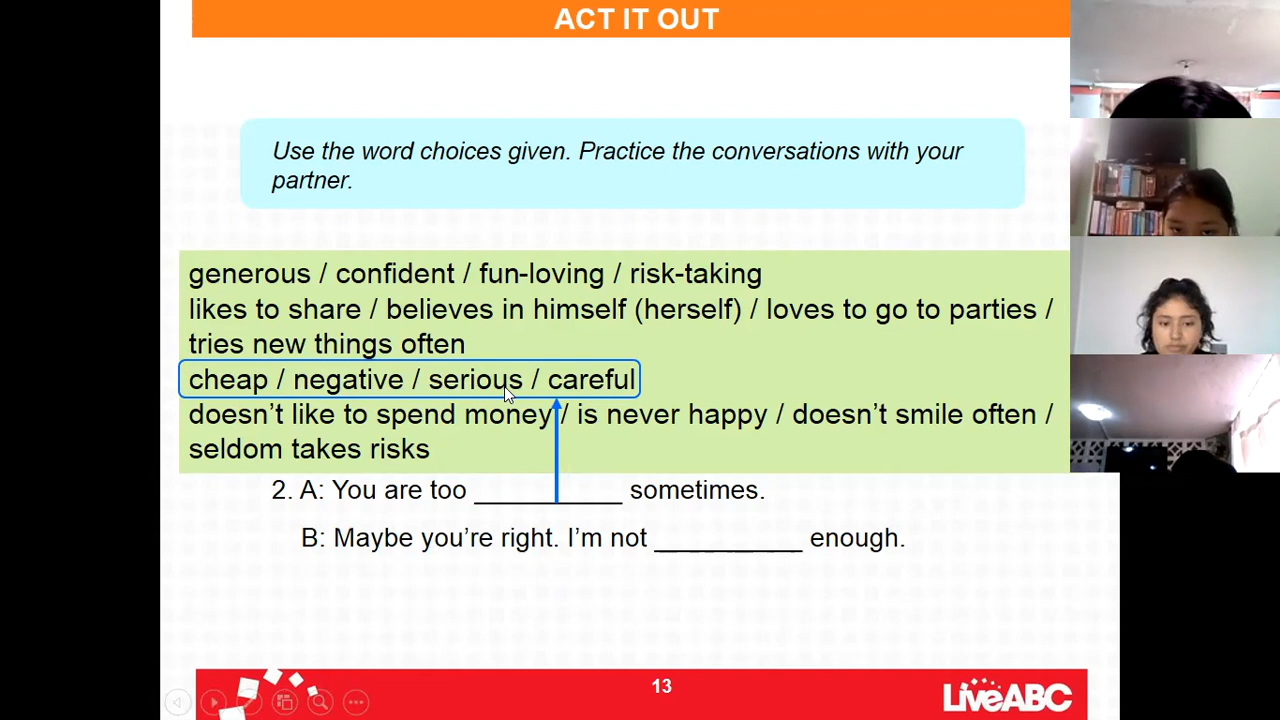 ACT IT OUT
Use the word choices given. Practice the conversations with your
partner.
generous / confident / fun-loving / risk-taking
likes to share / believes in himself (herself) / loves to go to parties /
tries new things often
cheap / negative / serious / careful
doesn’t like to spend money / is never happy / doesn’t smile often /
seldom takes risks
2. A: You are too __________ sometimes.
B: Maybe you’re right. I’m not __________ enough.
13
LiveABC